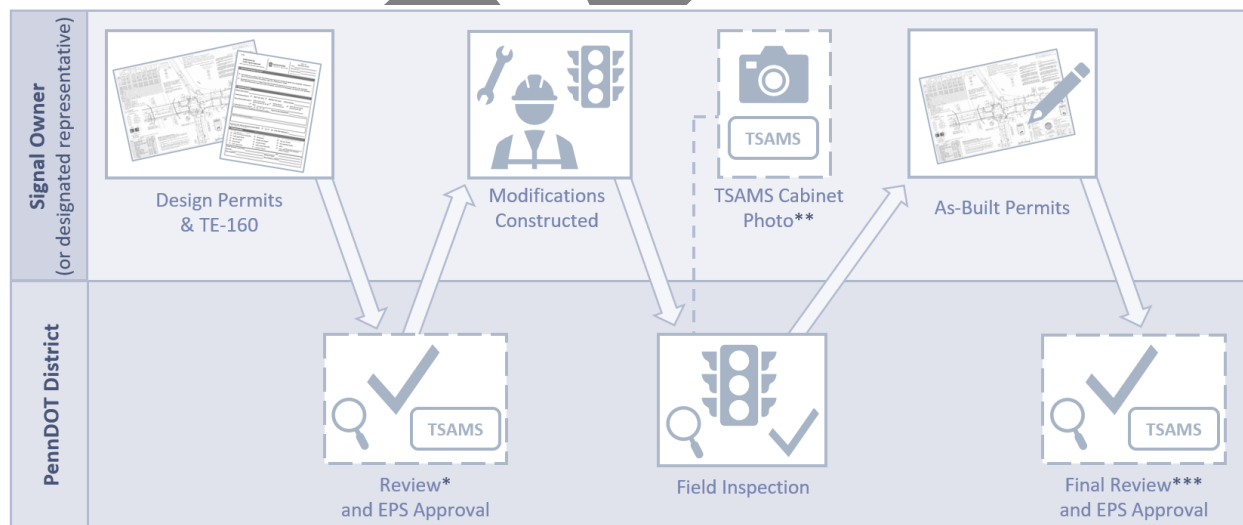 Signal Owner
(or designated representative)
Design Permits
& TE-160
Modifications
Constructed
TSAMS
TSAMS Cabinet
Photo**
As-Built Permits
PennDOT District
TSAMS
Review*
and EPS Approval
Field Inspection
TSAMS
Final Review***
and EPS Approval